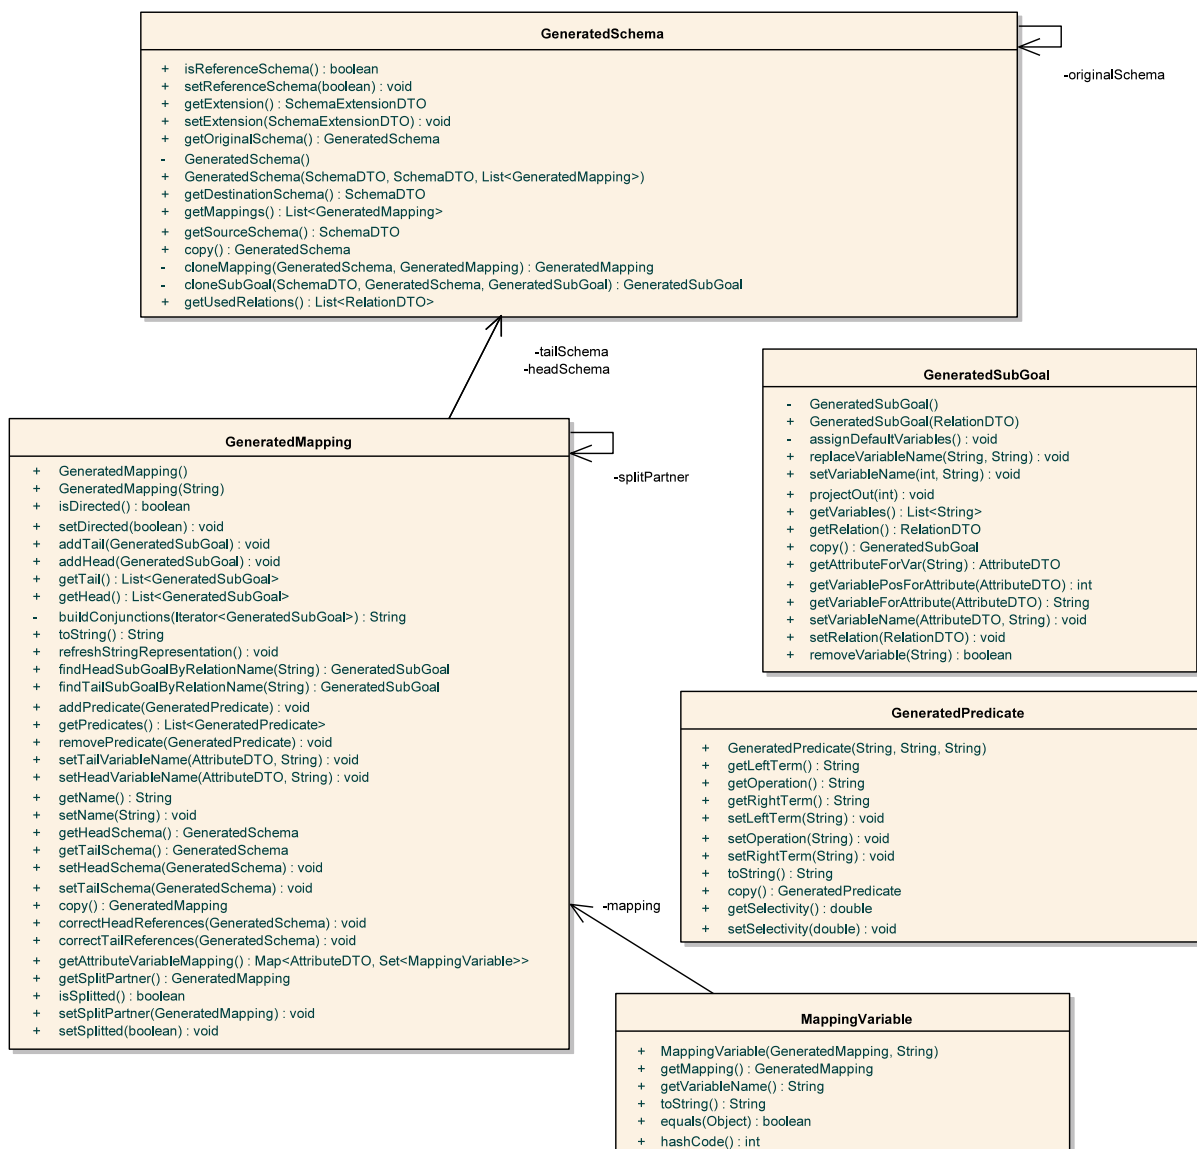 GeneratedSchema
+ isReferenceSchema() : boolean
+ setReferenceSchema(boolean) : void
+ getExtension() : SchemaExtensionDTO
+ setExtension(SchemaExtensionDTO) : void
+ getOriginalSchema() : GeneratedSchema
- GeneratedSchema()
+ GeneratedSchema(SchemaDTO, SchemaDTO, List<GeneratedMapping>)
+ getDestinationSchema() : SchemaDTO
+ getMappings() : List<GeneratedMapping>
+ getSourceSchema() : SchemaDTO
+ copy() : GeneratedSchema
- cloneMapping(GeneratedSchema, GeneratedMapping) : GeneratedMapping
- cloneSubGoal(SchemaDTO, GeneratedSchema, GeneratedSubGoal) : GeneratedSubGoal
+ getUsedRelations() : List<RelationDTO>
-originalSchema
-tailSchema
-headSchema
GeneratedMapping
+ GeneratedMapping()
+ GeneratedMapping(String)
+ isDirected() : boolean
+ setDirected(boolean) : void
+ addTail(GeneratedSubGoal) : void
+ addHead(GeneratedSubGoal) : void
+ getTail() : List<GeneratedSubGoal>
+ getHead() : List<GeneratedSubGoal>
- buildConjunctions(Iterator<GeneratedSubGoal>) : String
+ toString() : String
+ refreshStringRepresentation() : void
+ findHeadSubGoalByRelationName(String) : GeneratedSubGoal
+ findTailSubGoalByRelationName(String) : GeneratedSubGoal
+ addPredicate(GeneratedPredicate) : void
+ getPredicates() : List<GeneratedPredicate>
+ removePredicate(GeneratedPredicate) : void
+ setTailVariableName(AttributeDTO, String) : void
+ setHeadVariableName(AttributeDTO, String) : void
+ getName() : String
+ setName(String) : void
+ getHeadSchema() : GeneratedSchema
+ getTailSchema() : GeneratedSchema
+ setHeadSchema(GeneratedSchema) : void
+ setTailSchema(GeneratedSchema) : void
+ copy() : GeneratedMapping
+ correctHeadReferences(GeneratedSchema) : void
+ correctTailReferences(GeneratedSchema) : void
+ getAttributeVariableMapping() : Map<AttributeDTO, Set<MappingVariable>>
+ getSplitPartner() : GeneratedMapping
+ isSplitted() : boolean
+ setSplitPartner(GeneratedMapping) : void
+ setSplitted(boolean) : void
-splitPartner
GeneratedSubGoal
- GeneratedSubGoal()
+ GeneratedSubGoal(RelationDTO)
- assignDefaultVariables() : void
+ replaceVariableName(String, String) : void
+ setVariableName(int, String) : void
+ projectOut(int) : void
+ getVariables() : List<String>
+ getRelation() : RelationDTO
+ copy() : GeneratedSubGoal
+ getAttributeForVar(String) : AttributeDTO
+ getVariablePosForAttribute(AttributeDTO) : int
+ getVariableForAttribute(AttributeDTO) : String
+ setVariableName(AttributeDTO, String) : void
+ setRelation(RelationDTO) : void
+ removeVariable(String) : boolean
GeneratedPredicate
+ GeneratedPredicate(String, String, String)
+ getLeftTerm() : String
+ getOperation() : String
+ getRightTerm() : String
+ setLeftTerm(String) : void
+ setOperation(String) : void
+ setRightTerm(String) : void
+ toString() : String
+ copy() : GeneratedPredicate
+ getSelectivity() : double
+ setSelectivity(double) : void
-mapping
MappingVariable
+ MappingVariable(GeneratedMapping, String)
+ getMapping() : GeneratedMapping
+ getVariableName() : String
+ toString() : String
+ equals(Object) : boolean
+ hashCode() : int